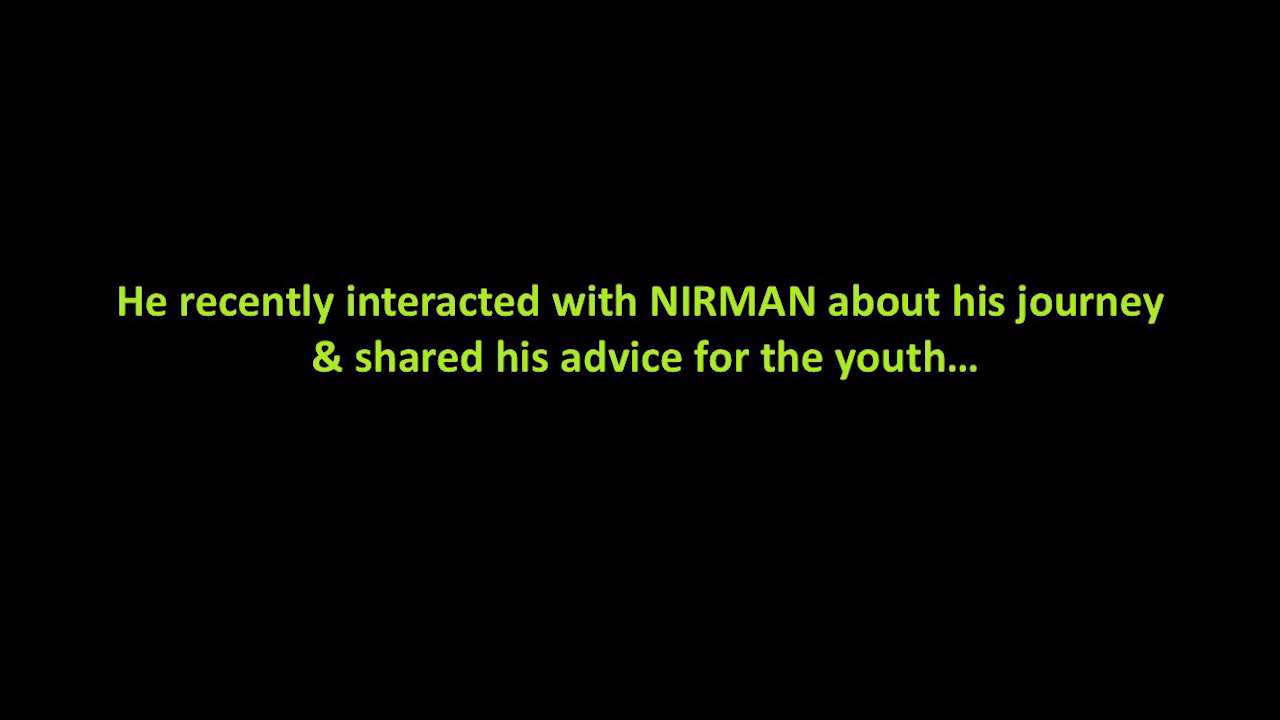 He recently interacted with NIRMAN about his journey
& shared his advice for the youth…